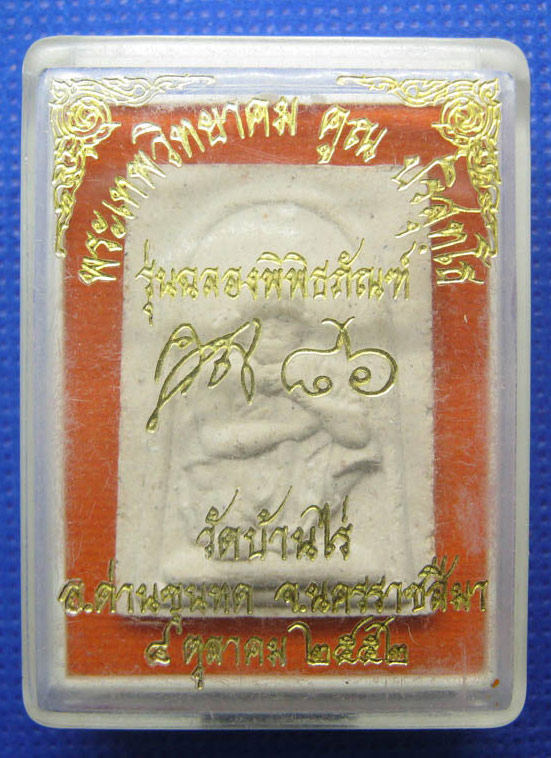 พระเทพวิทยาคม คูณ ปริสุทโธ
รุ่นฉลองพิพิธภัณฑ์
คูณ ๘๖
วัดบ้านไร่
อ.ด่านขุนทด จ.นครราชสีมา
๔ ตุลาคม ๒๕๕๒